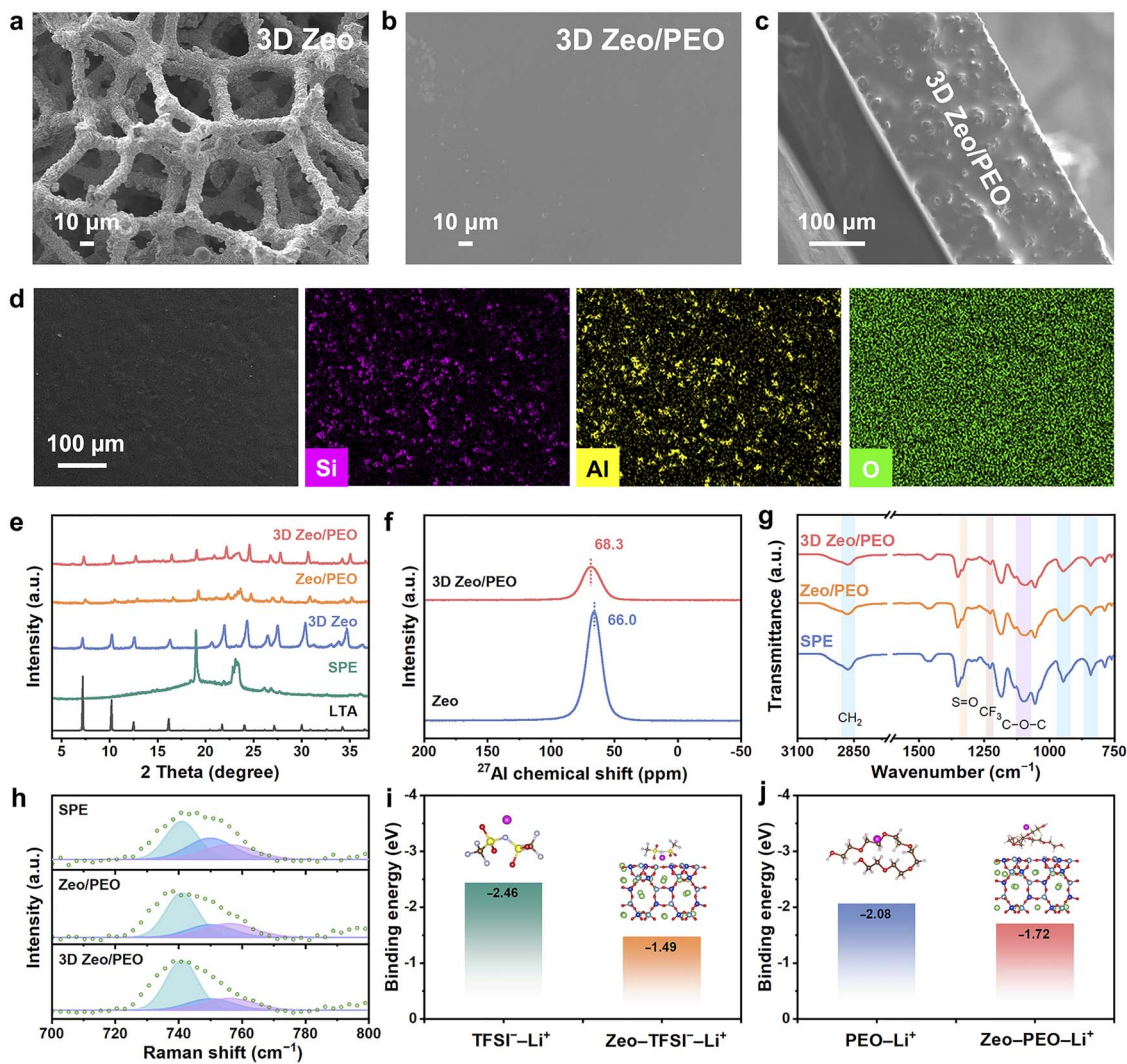 a
3D Zeo
10 μm
b
3D Zeo/PEO
10 μm
c
3D Zeo/PEO
100 μm
d
100 μm
Si
Al
O
e
Intensity (a.u.)
3D Zeo/PEO
Zeo/PEO
3D Zeo
SPE
LTA
5 10 15 20 25 30 35
2 Theta (degree)
f
Intensity (a.u.)
68.3
3D Zeo/PEO
66.0
Zeo
200 150 100 50 0 -50
²⁷Al chemical shift (ppm)
g
Transmittance (a.u.)
3D Zeo/PEO
Zeo/PEO
SPE
CH₂
S=O
CF₃
C–O–C
3100 2850 1500 1250 1000 750
Wavenumber (cm⁻¹)
h
Intensity (a.u.)
SPE
Zeo/PEO
3D Zeo/PEO
700 720 740 760 780 800
Raman shift (cm⁻¹)
i
Binding energy (eV)
-4
-3
-2
-1
0
−2.46
−1.49
TFSI⁻–Li⁺ Zeo–TFSI⁻–Li⁺
j
Binding energy (eV)
-4
-3
-2
-1
0
−2.08
−1.72
PEO–Li⁺ Zeo–PEO–Li⁺